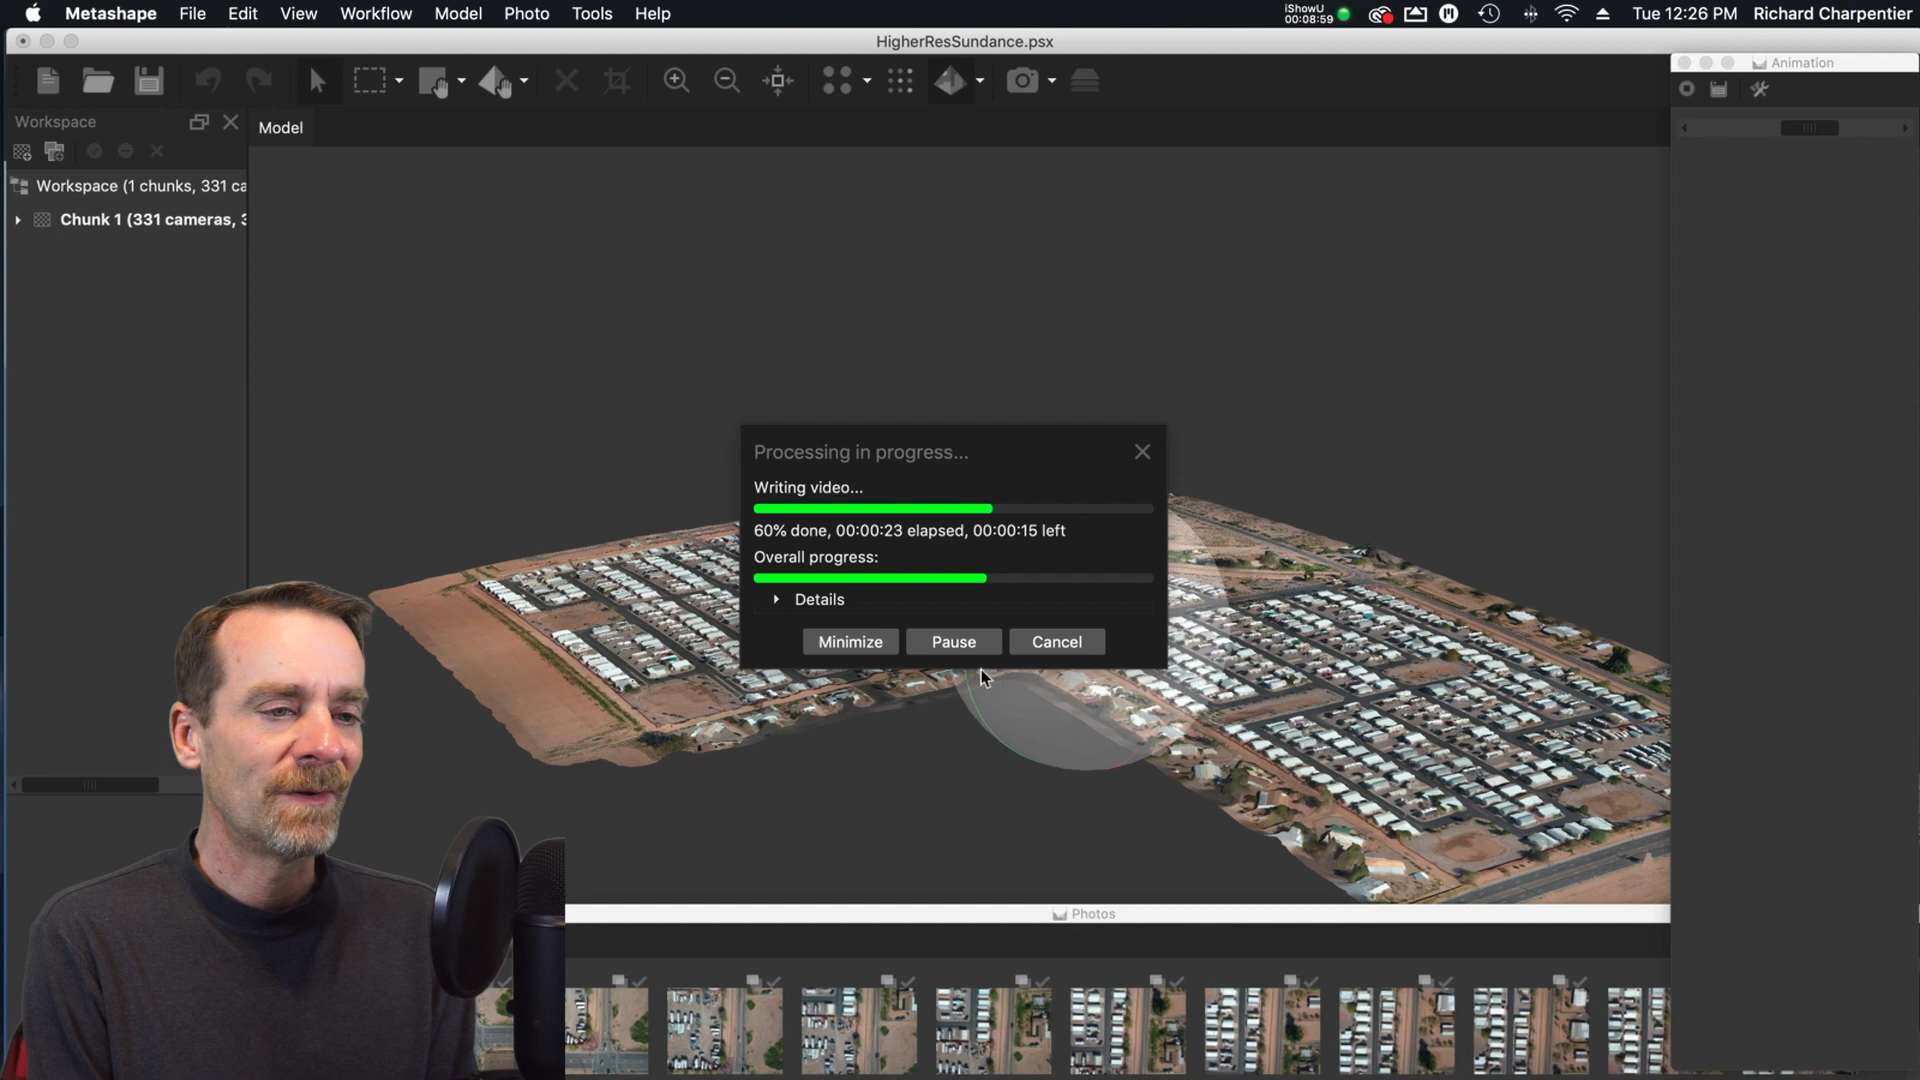 Metashape File Edit View Workflow Model Photo Tools Help
iShowU
00:08:59
Tue 12:26 PM Richard Charpentier
HigherResSundance.psx
Animation
Workspace
Model
Workspace (1 chunks, 331 ca
Chunk 1 (331 cameras, 3
Processing in progress...
Writing video...
60% done, 00:00:23 elapsed, 00:00:15 left
Overall progress:
Details
Minimize Pause Cancel
Photos